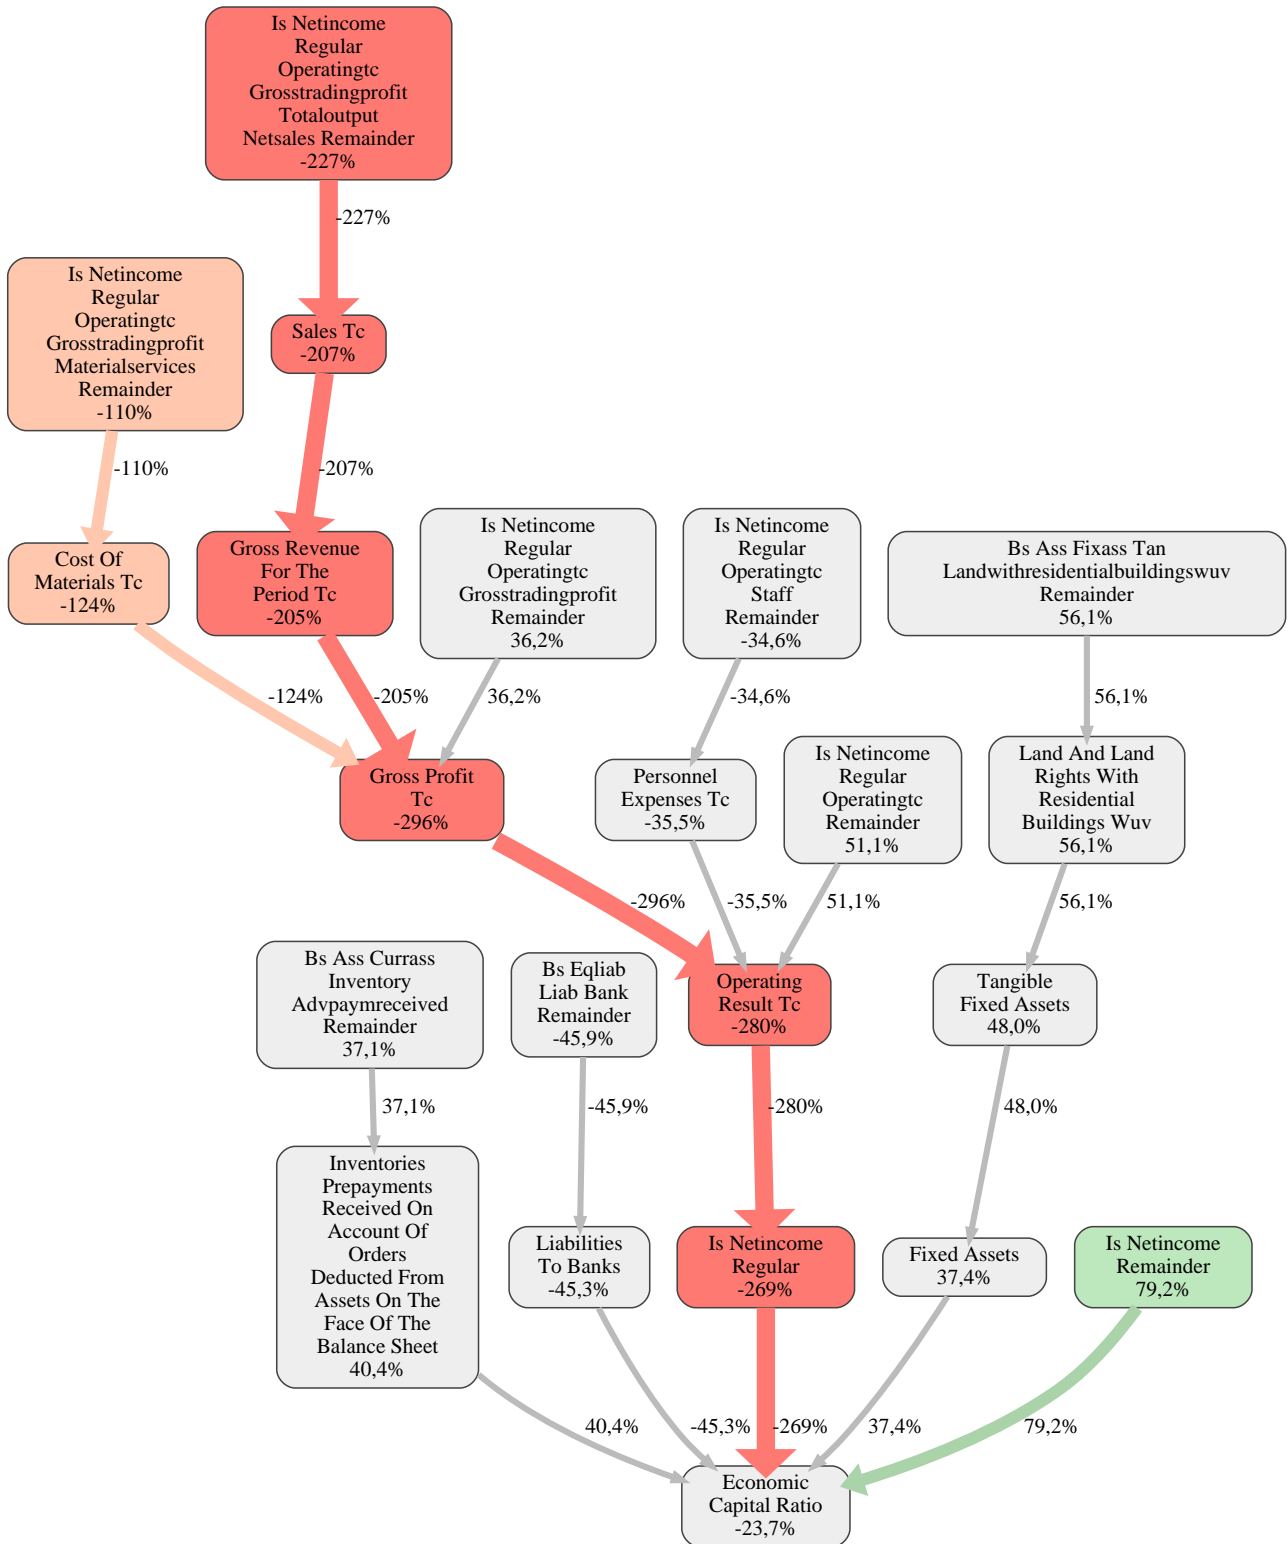 Is Netincome
Regular
Operatingtc
Grosstradingprofit
Totaloutput
Netsales Remainder
-227%
-227%
Is Netincome
Regular
Operatingtc
Grosstradingprofit
Materialservices
Remainder
-110%
Sales Tc
-207%
-110%
-207%
Cost Of
Materials Tc
-124%
Gross Revenue
For The
Period Tc
-205%
Is Netincome
Regular
Operatingtc
Grosstradingprofit
Remainder
36,2%
Is Netincome
Regular
Operatingtc
Staff
Remainder
-34,6%
Bs Ass Fixass Tan
Landwithresidentialbuildingswuv
Remainder
56,1%
-124%
-205%
36,2%
-34,6%
56,1%
Gross Profit
Tc
-296%
Personnel
Expenses Tc
-35,5%
Is Netincome
Regular
Operatingtc
Remainder
51,1%
Land And Land
Rights With
Residential
Buildings Wuv
56,1%
-296%
-35,5%
51,1%
56,1%
Bs Ass Currass
Inventory
Advpaymreceived
Remainder
37,1%
Bs Eqliab
Liab Bank
Remainder
-45,9%
Operating
Result Tc
-280%
Tangible
Fixed Assets
48,0%
37,1%
-45,9%
-280%
48,0%
Inventories
Prepayments
Received On
Account Of
Orders
Deducted From
Assets On The
Face Of The
Balance Sheet
40,4%
Liabilities
To Banks
-45,3%
Is Netincome
Regular
-269%
Fixed Assets
37,4%
Is Netincome
Remainder
79,2%
40,4%
-45,3%
-269%
37,4%
79,2%
Economic
Capital Ratio
-23,7%